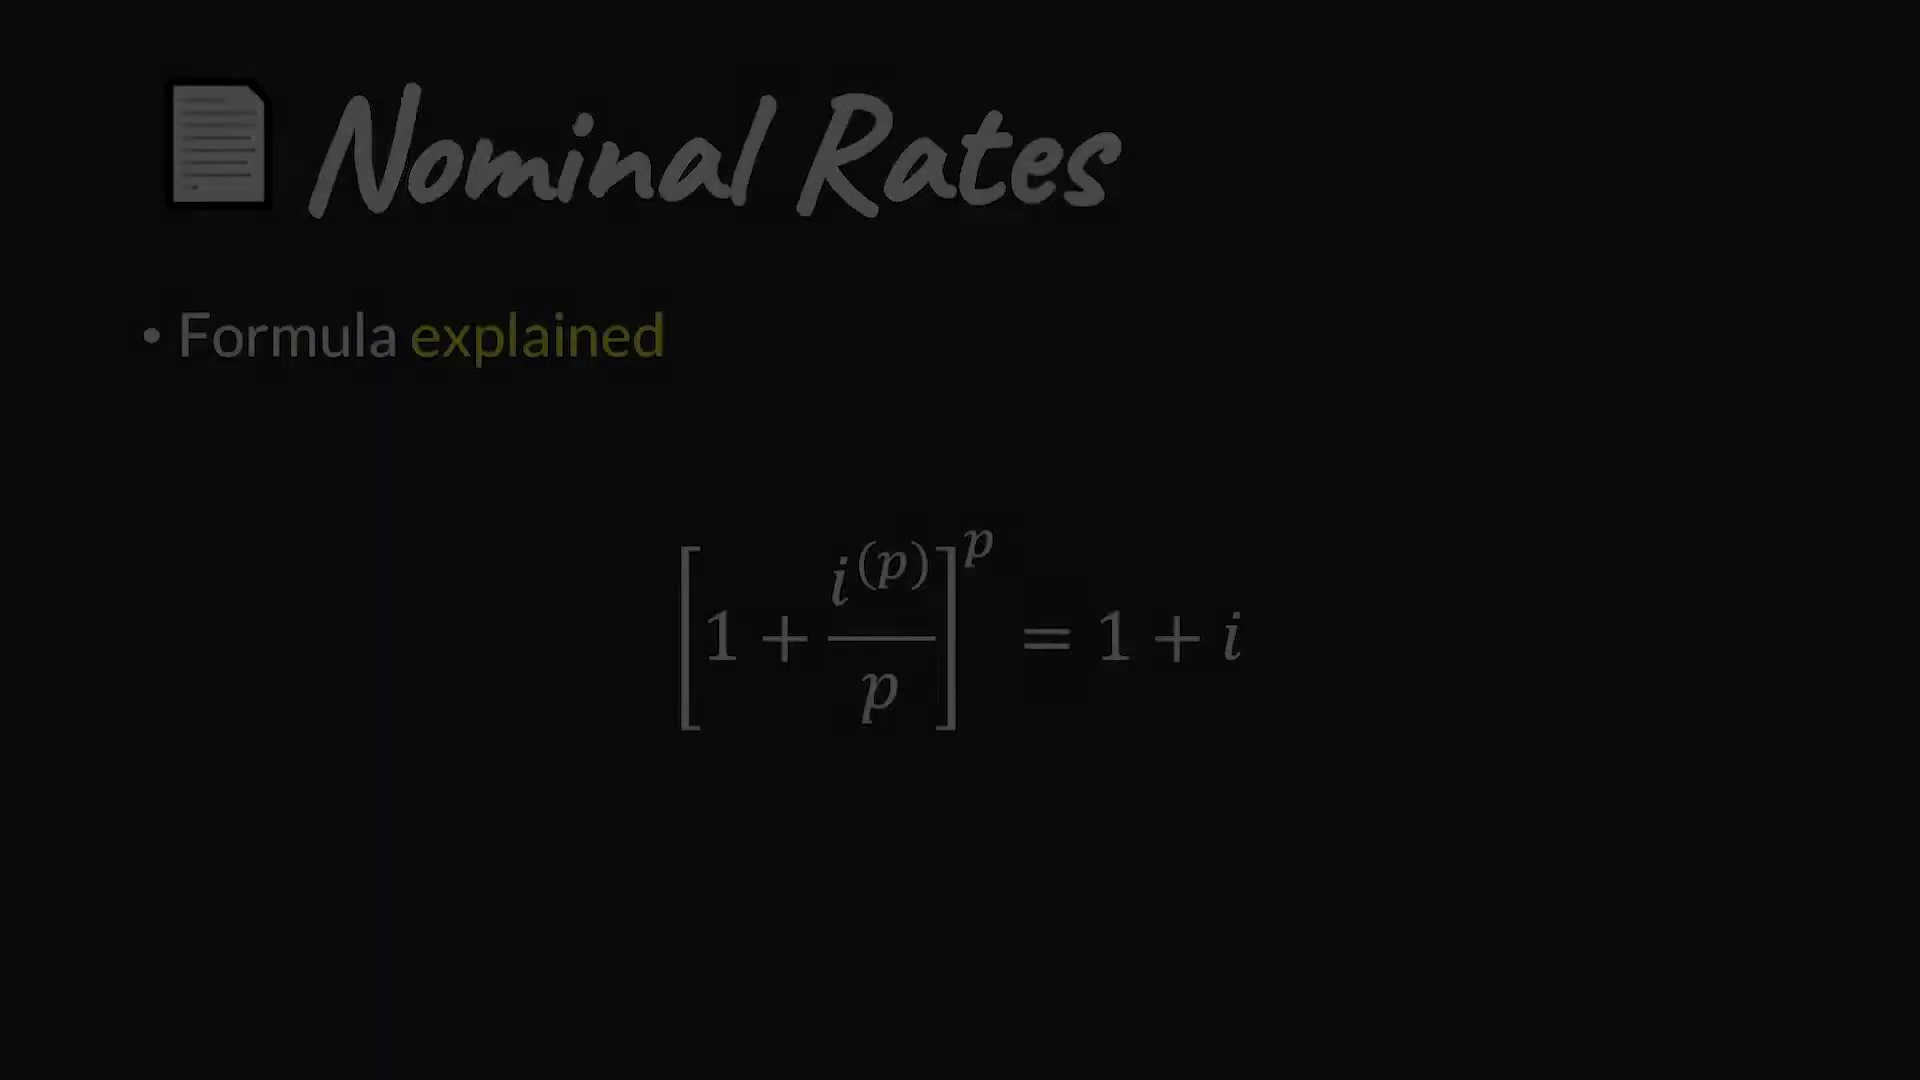 Nominal Rates
• Formula explained
[1 + i^(p)/p]^p = 1 + i